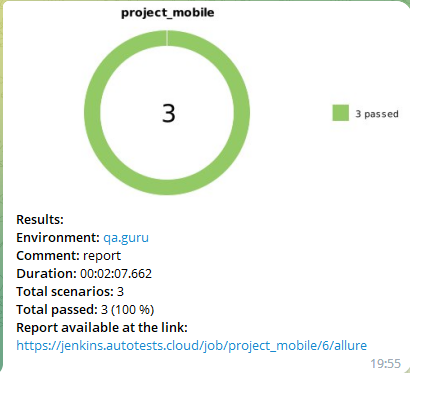 project_mobile
3
3 passed
Results:
Environment: qa.guru
Comment: report
Duration: 00:02:07.662
Total scenarios: 3
Total passed: 3 (100 %)
Report available at the link:
https://jenkins.autotests.cloud/job/project_mobile/6/allure
19:55